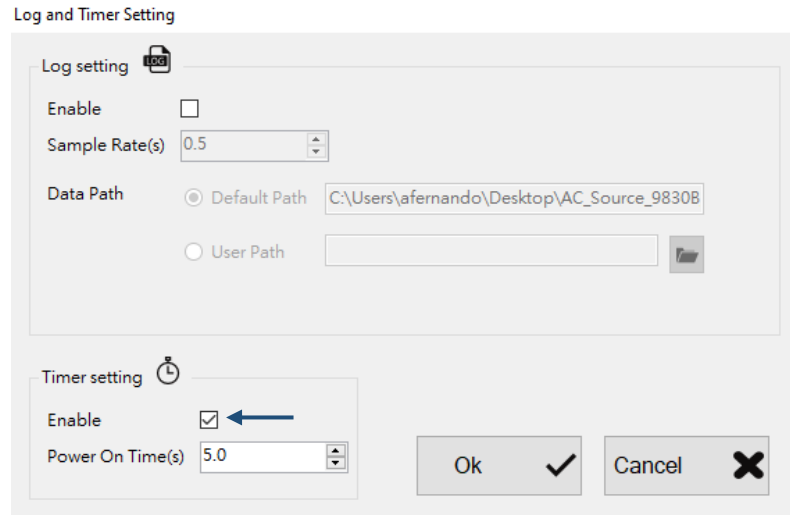 Log and Timer Setting
Log setting LOG
Enable
Sample Rate(s) 0.5
Data Path Default Path C:\Users\afernando\Desktop\AC_Source_9830B
User Path
Timer setting
Enable
Power On Time(s) 5.0
Ok Cancel